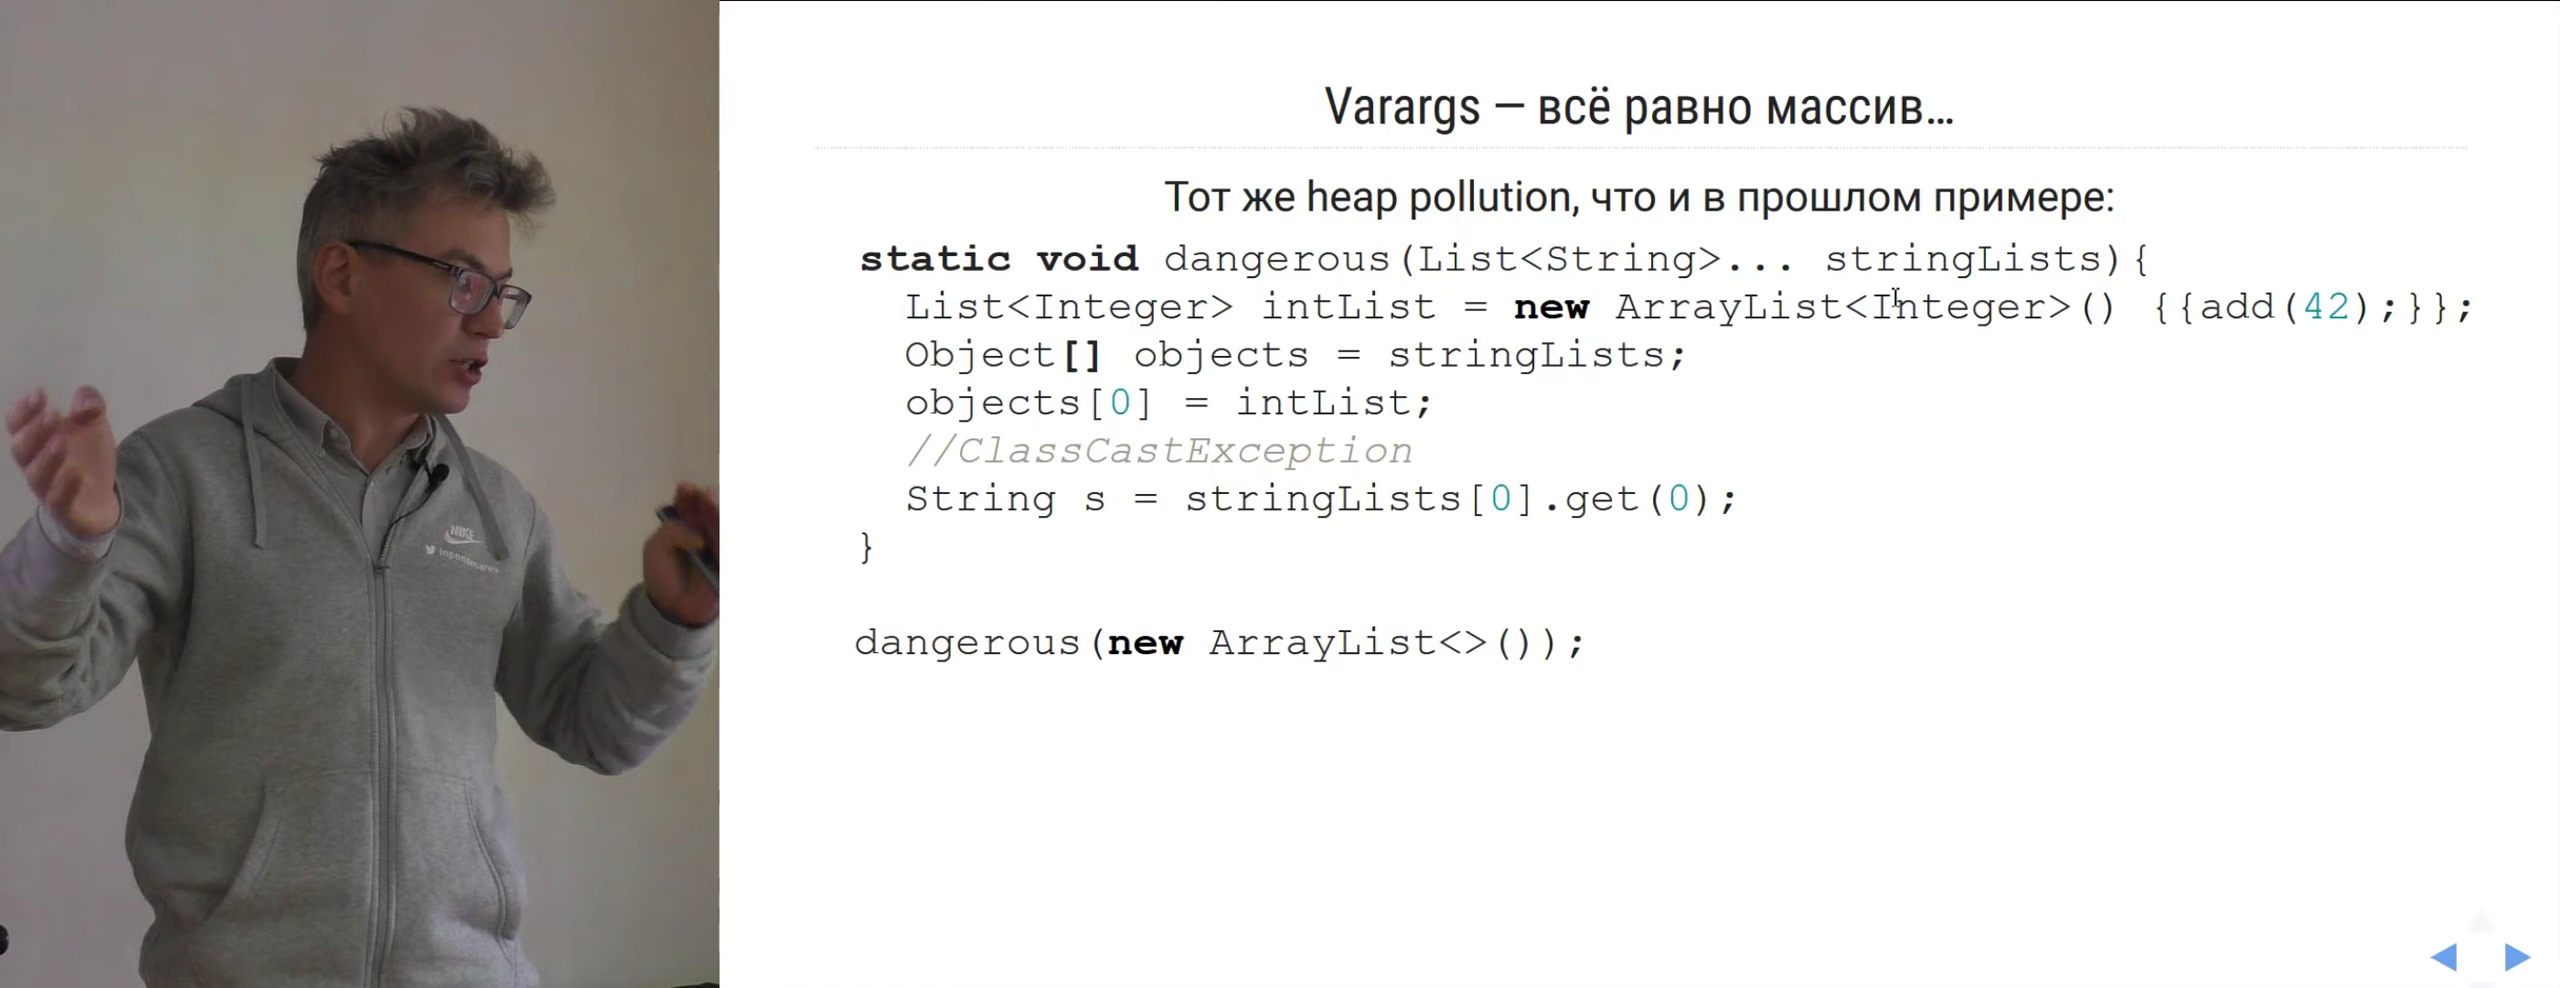 Varargs — всё равно массив…
Тот же heap pollution, что и в прошлом примере:
static void dangerous(List<String>... stringLists){
List<Integer> intList = new ArrayList<Integer>() {{add(42);}};
Object[] objects = stringLists;
objects[0] = intList;
//ClassCastException
String s = stringLists[0].get(0);
}
dangerous(new ArrayList<>());
NIKE